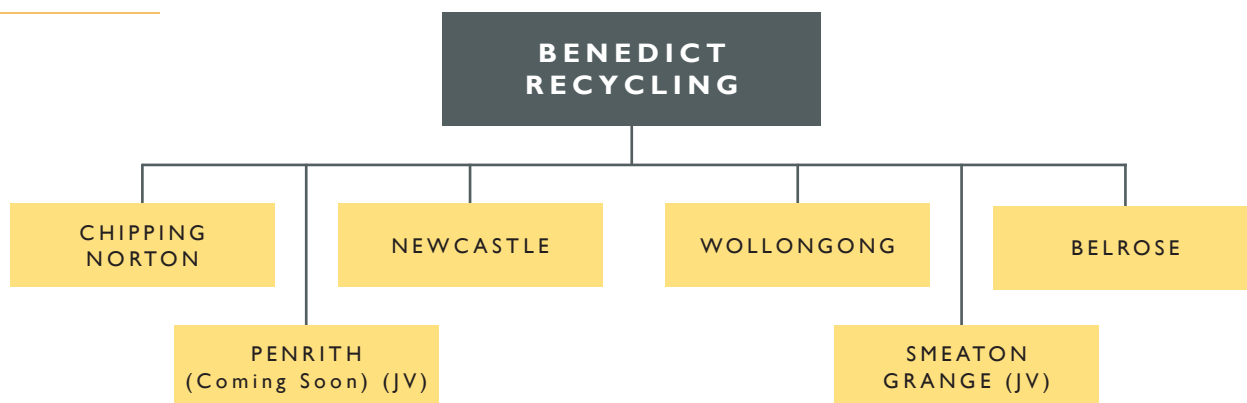 BENEDICT
RECYCLING
CHIPPING
NORTON
NEWCASTLE
WOLLONGONG
BELROSE
PENRITH
(Coming Soon) (JV)
SMEATON
GRANGE (JV)